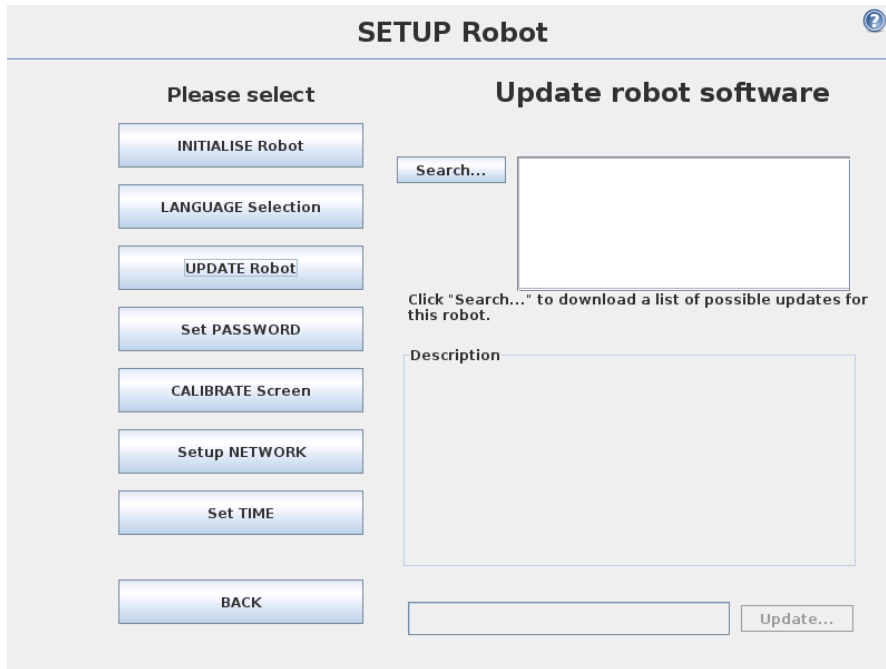 SETUP Robot
?
Please select
INITIALISE Robot
LANGUAGE Selection
UPDATE Robot
Set PASSWORD
CALIBRATE Screen
Setup NETWORK
Set TIME
BACK
Update robot software
Search...
Click "Search..." to download a list of possible updates for
this robot.
Description
Update...